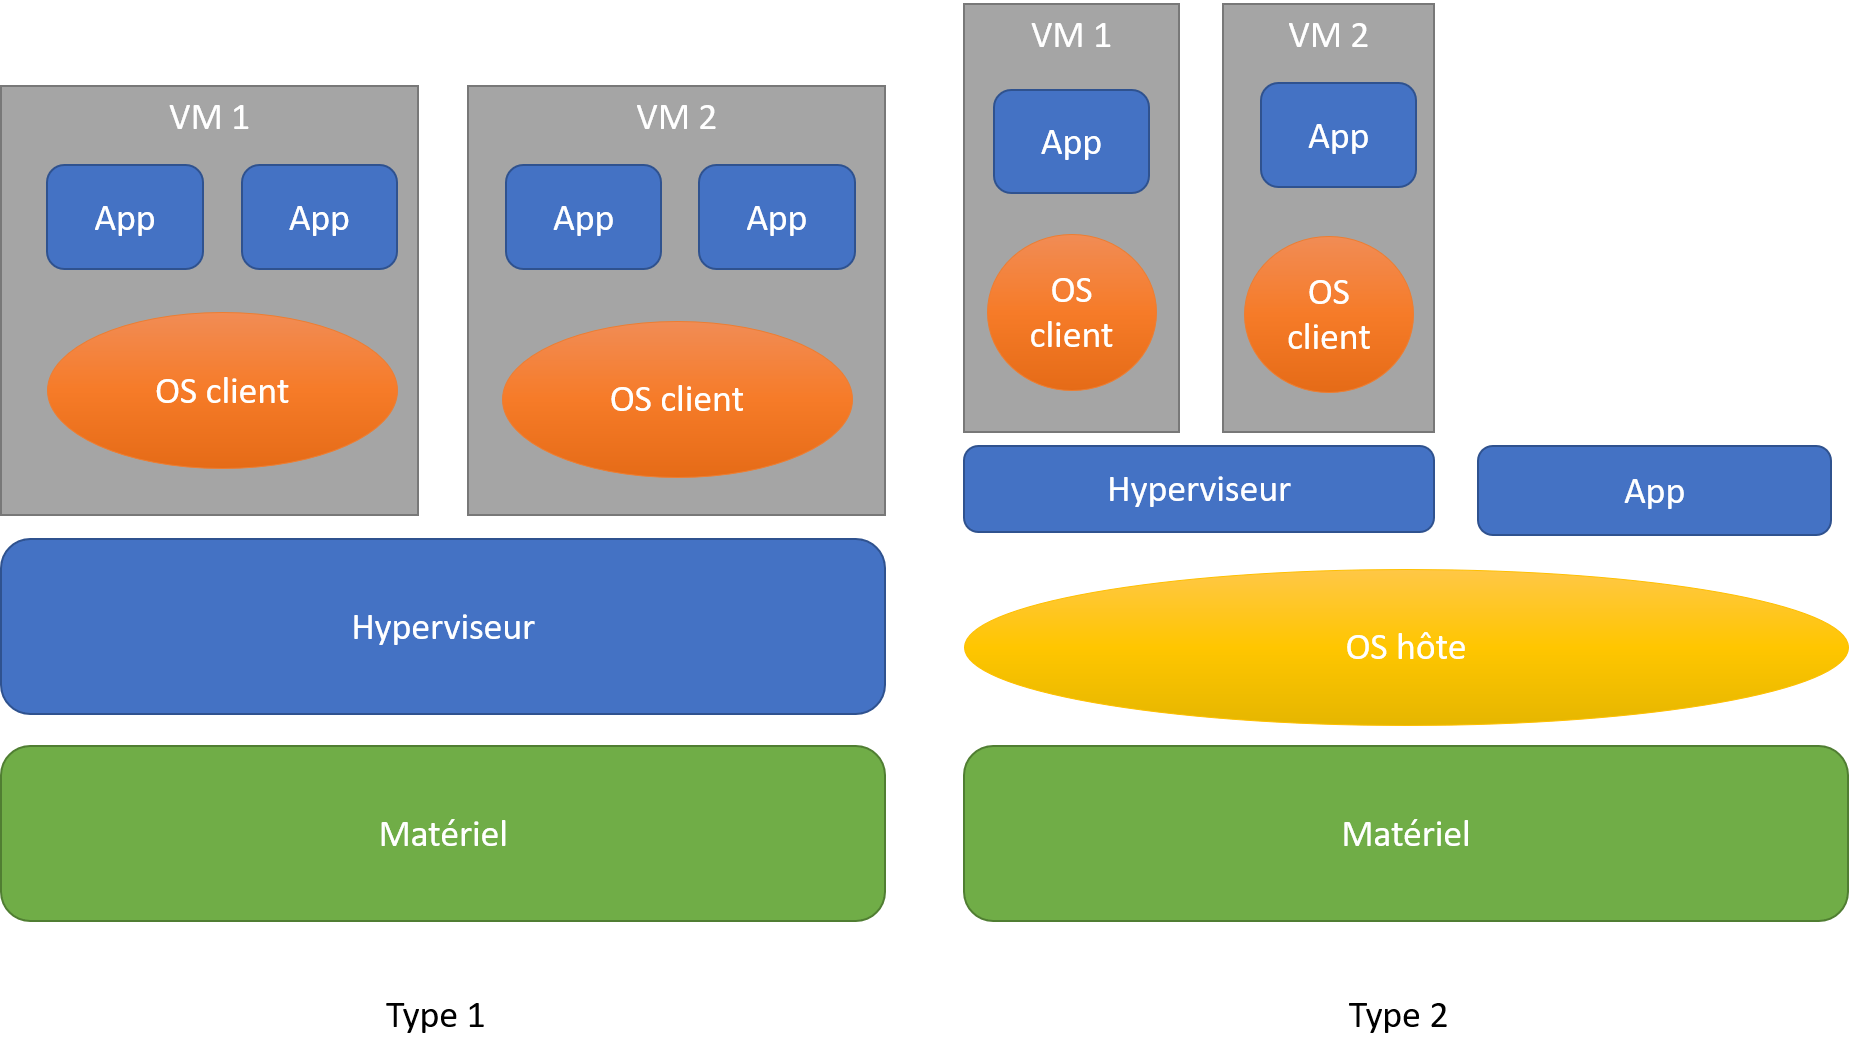 VM 1
VM 2
App
App
App
App
OS client
OS client
Hyperviseur
Matériel
Type 1
VM 1
VM 2
App
App
OS
client
OS
client
Hyperviseur
App
OS hôte
Matériel
Type 2